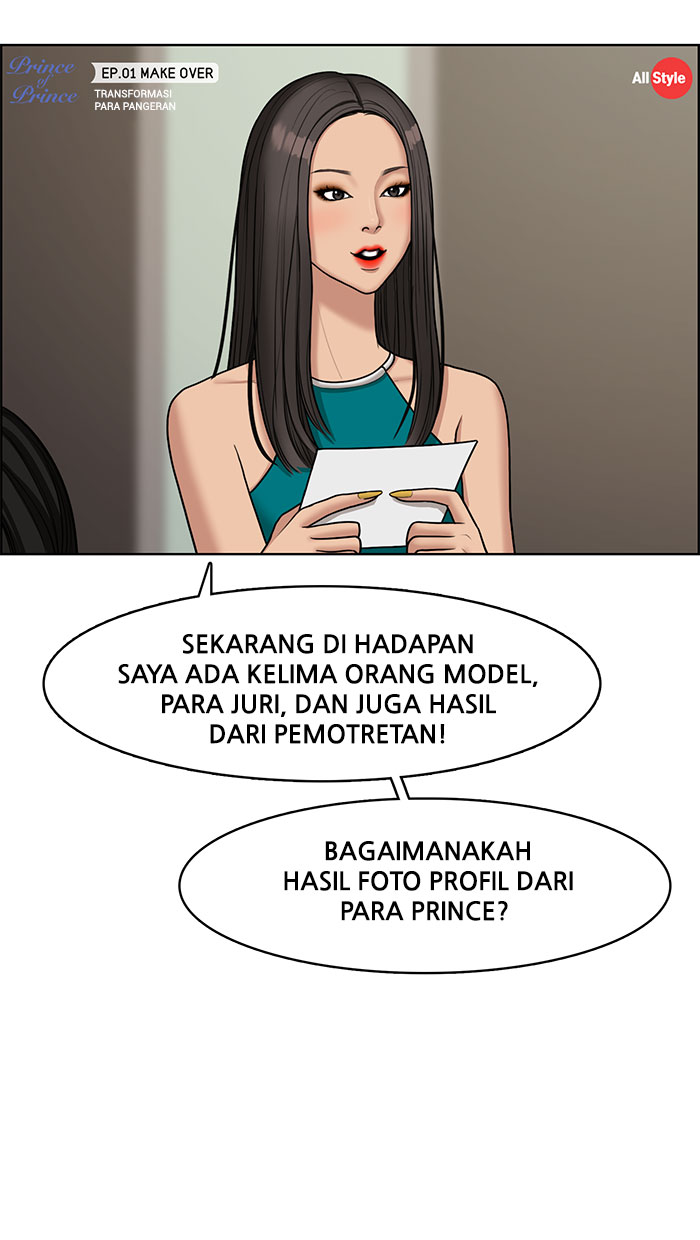 Prince
of
Prince
EP.01 MAKE OVER
TRANSFORMASI
PARA PANGERAN
All Style
SEKARANG DI HADAPAN
SAYA ADA KELIMA ORANG MODEL,
PARA JURI, DAN JUGA HASIL
DARI PEMOTRETAN!
BAGAIMANAKAH
HASIL FOTO PROFIL DARI
PARA PRINCE?